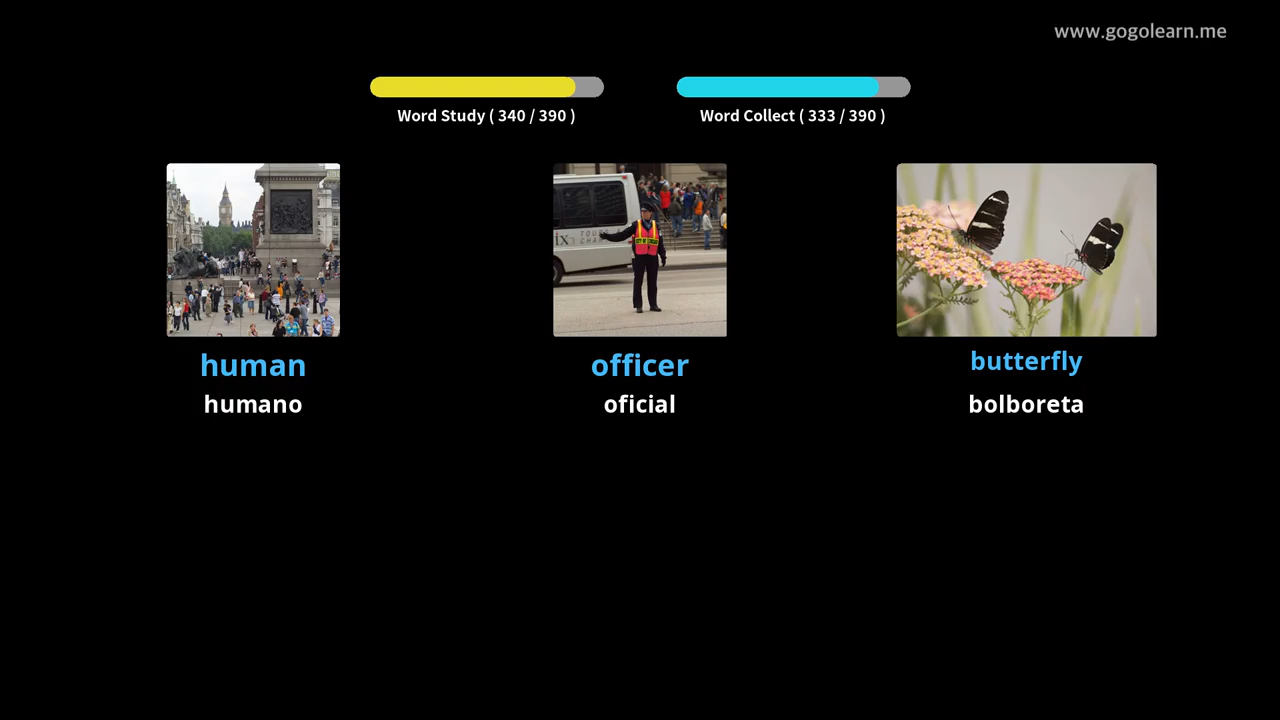 www.gogolearn.me
Word Study ( 340 / 390 )
Word Collect ( 333 / 390 )
human
humano
officer
oficial
butterfly
bolboreta